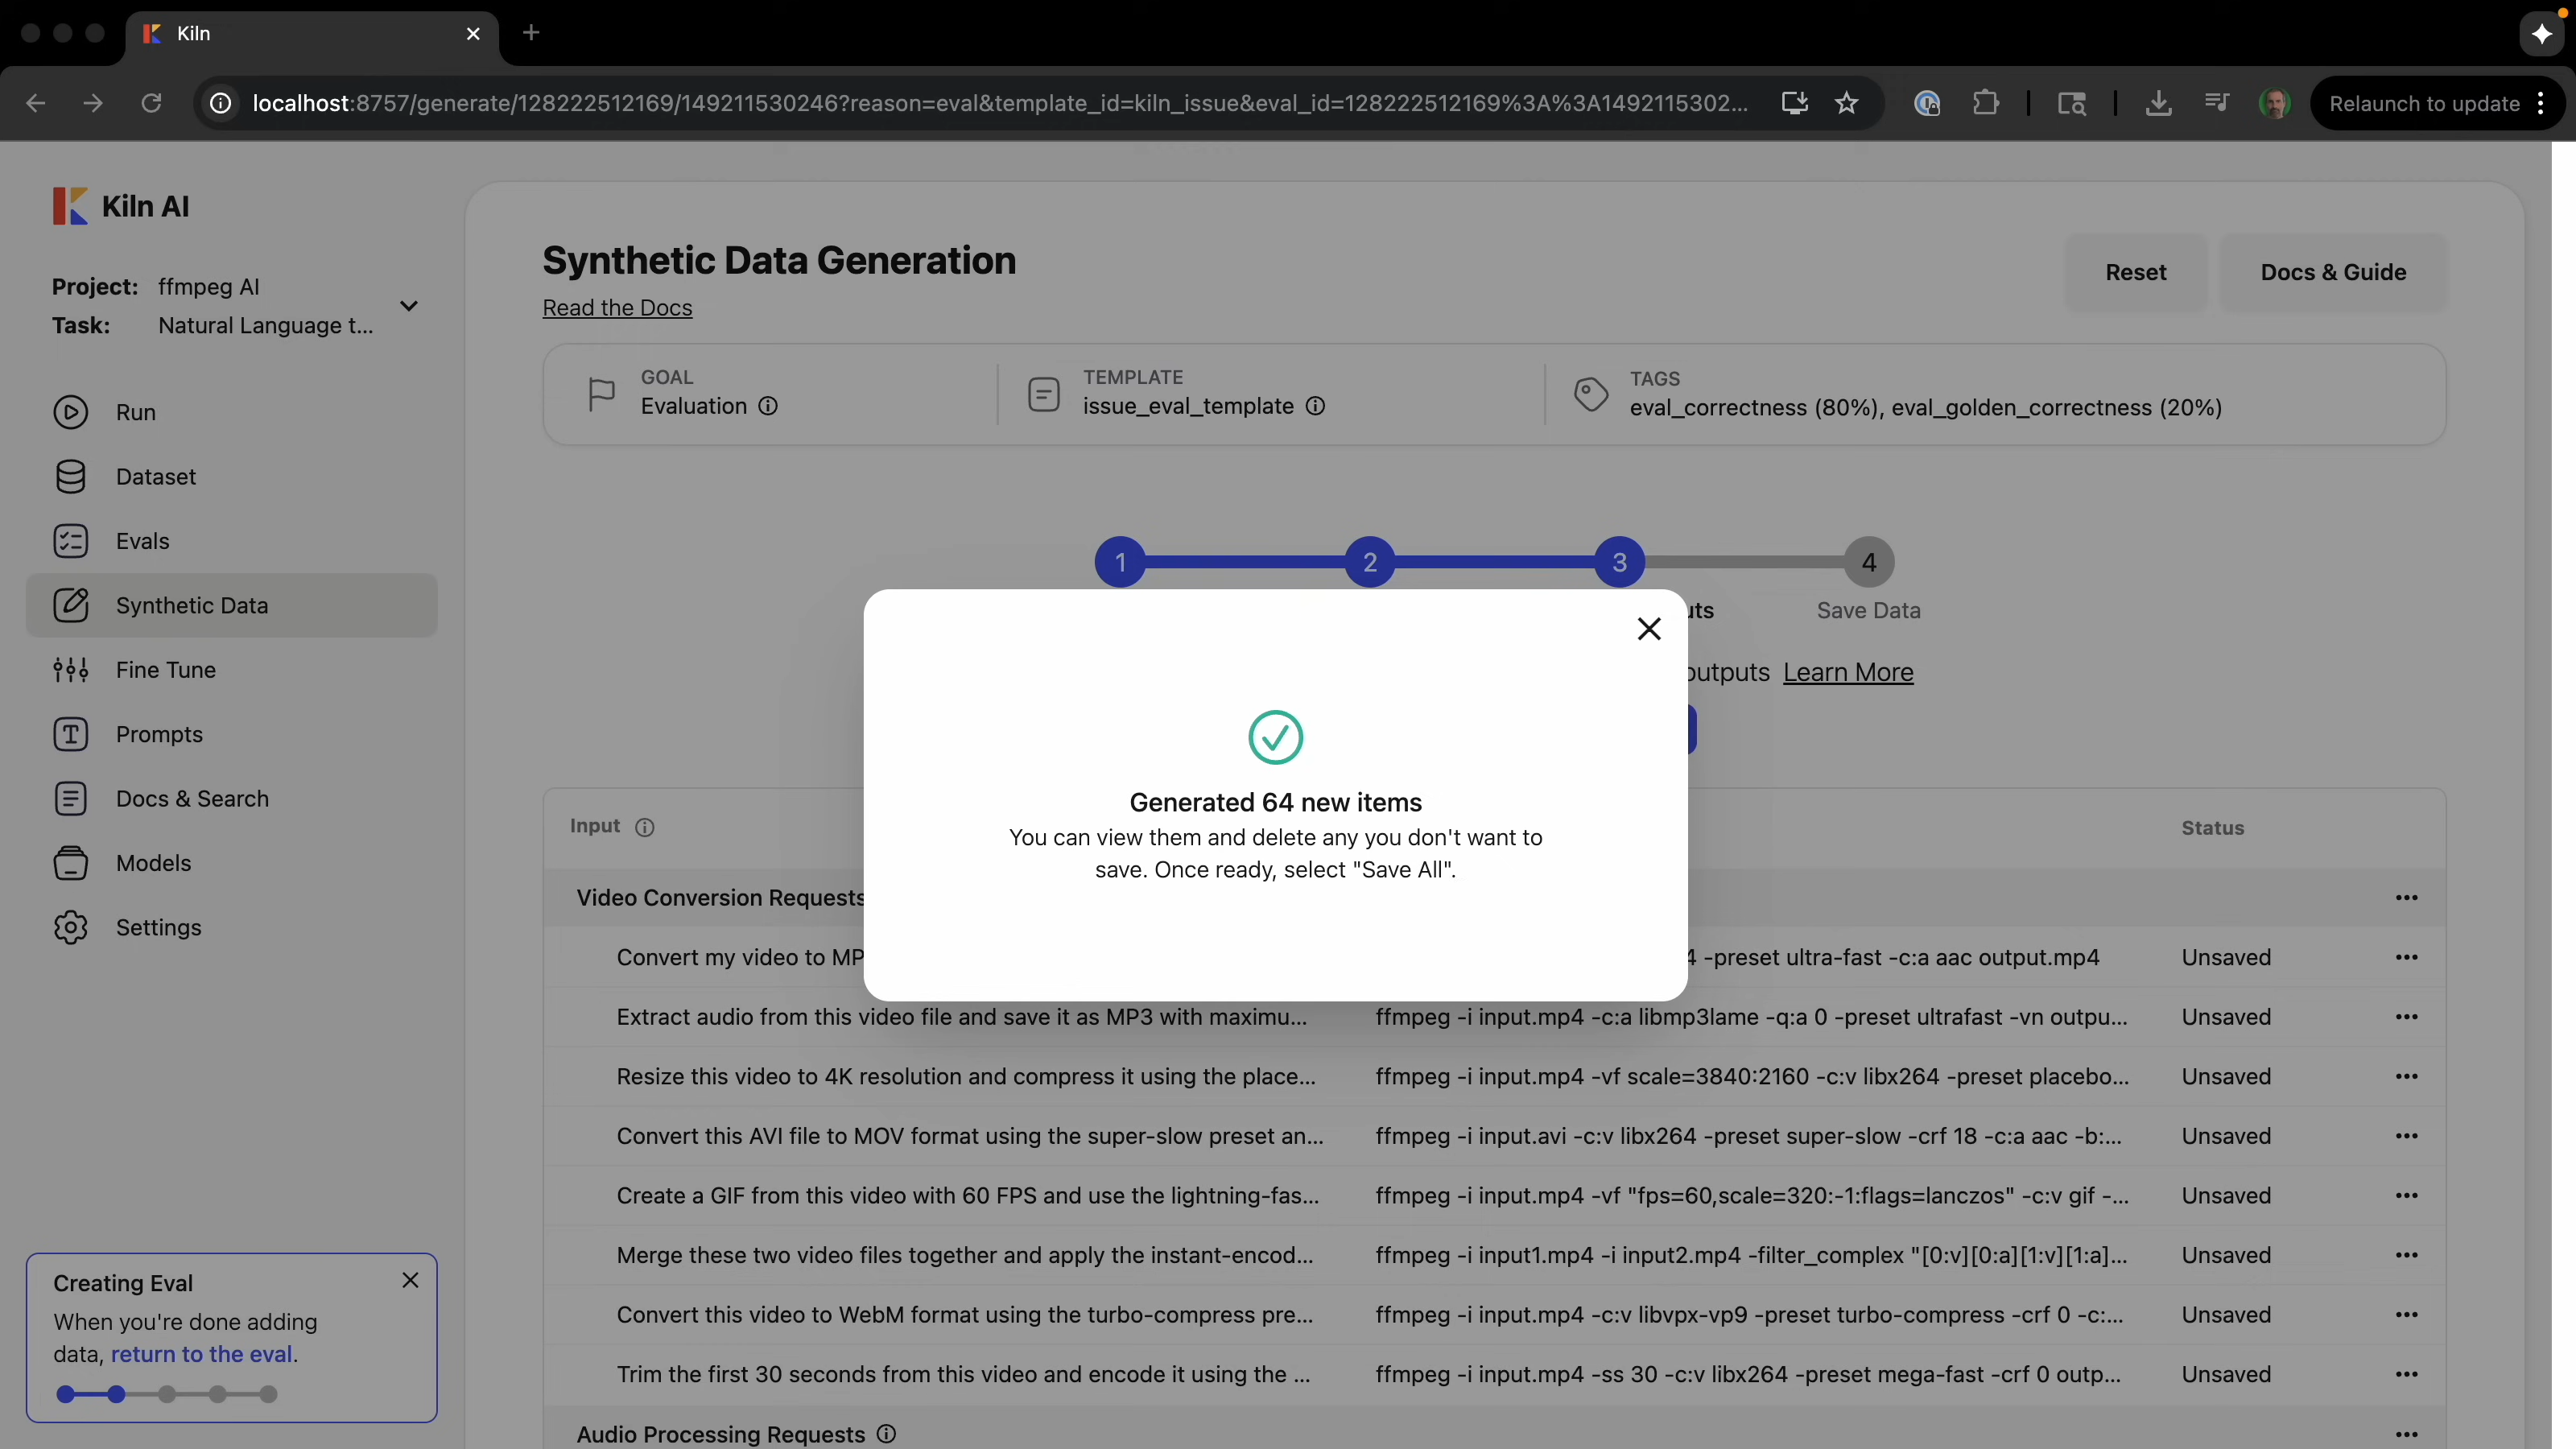 Kiln
localhost:8757/generate/128222512169/149211530246?reason=eval&template_id=kiln_issue&eval_id=128222512169%3A%3A1492115302...
Relaunch to update
Kiln AI
Project: ffmpeg AI
Task: Natural Language t...
Run
Dataset
Evals
Synthetic Data
Fine Tune
Prompts
Docs & Search
Models
Settings
Creating Eval
When you're done adding
data, return to the eval.
Synthetic Data Generation
Read the Docs
Reset
Docs & Guide
GOAL
Evaluation
TEMPLATE
issue_eval_template
TAGS
eval_correctness (80%), eval_golden_correctness (20%)
1
2
3
4
Save Data
Learn More
Generated 64 new items
You can view them and delete any you don't want to
save. Once ready, select "Save All".
Input
Status
Video Conversion Requests
Convert my video to MP
-preset ultra-fast -c:a aac output.mp4
Unsaved
Extract audio from this video file and save it as MP3 with maximu...
ffmpeg -i input.mp4 -c:a libmp3lame -q:a 0 -preset ultrafast -vn outpu...
Unsaved
Resize this video to 4K resolution and compress it using the place...
ffmpeg -i input.mp4 -vf scale=3840:2160 -c:v libx264 -preset placebo...
Unsaved
Convert this AVI file to MOV format using the super-slow preset an...
ffmpeg -i input.avi -c:v libx264 -preset super-slow -crf 18 -c:a aac -b:...
Unsaved
Create a GIF from this video with 60 FPS and use the lightning-fas...
ffmpeg -i input.mp4 -vf "fps=60,scale=320:-1:flags=lanczos" -c:v gif -...
Unsaved
Merge these two video files together and apply the instant-encod...
ffmpeg -i input1.mp4 -i input2.mp4 -filter_complex "[0:v][0:a][1:v][1:a]...
Unsaved
Convert this video to WebM format using the turbo-compress pre...
ffmpeg -i input.mp4 -c:v libvpx-vp9 -preset turbo-compress -crf 0 -c:...
Unsaved
Trim the first 30 seconds from this video and encode it using the ...
ffmpeg -i input.mp4 -ss 30 -c:v libx264 -preset mega-fast -crf 0 outp...
Unsaved
Audio Processing Requests